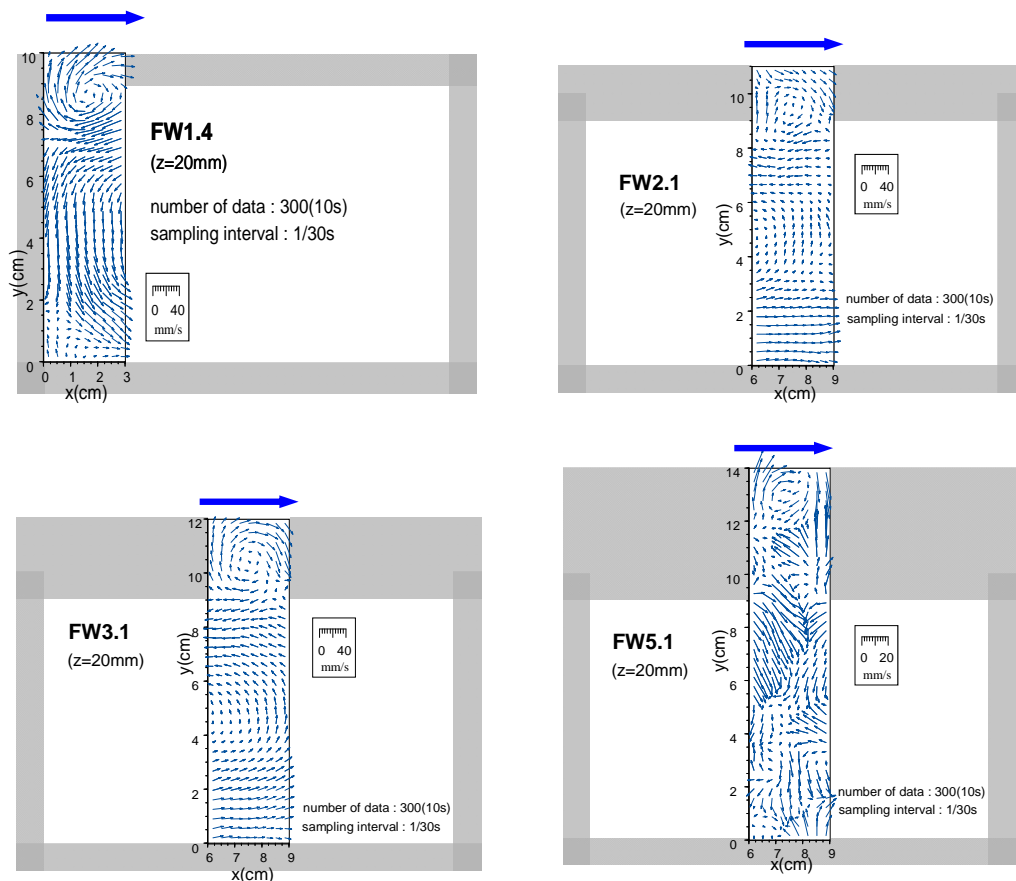 10
8
6
4
2
0
y(cm)
0 1 2 3
x(cm)
FW1.4
(z=20mm)
number of data : 300(10s)
sampling interval : 1/30s
0 40
mm/s
10
8
6
4
2
0
y(cm)
6 7 8 9
x(cm)
FW2.1
(z=20mm)
0 40
mm/s
number of data : 300(10s)
sampling interval : 1/30s
12
10
8
6
4
2
0
y(cm)
6 7 8 9
x(cm)
FW3.1
(z=20mm)
0 40
mm/s
number of data : 300(10s)
sampling interval : 1/30s
14
12
10
8
6
4
2
0
y(cm)
6 7 8 9
x(cm)
FW5.1
(z=20mm)
0 20
mm/s
number of data : 300(10s)
sampling interval : 1/30s